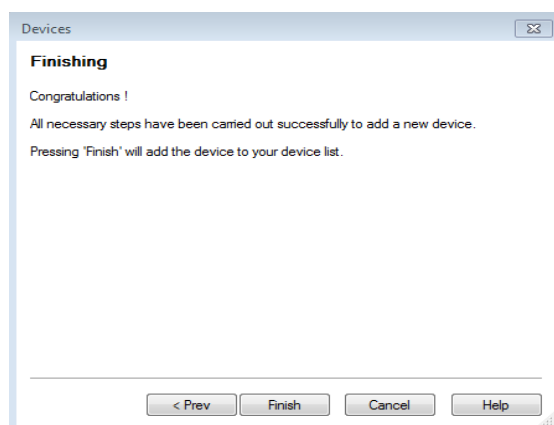 Devices
Finishing
Congratulations !
All necessary steps have been carried out successfully to add a new device.
Pressing 'Finish' will add the device to your device list.
< Prev
Finish
Cancel
Help